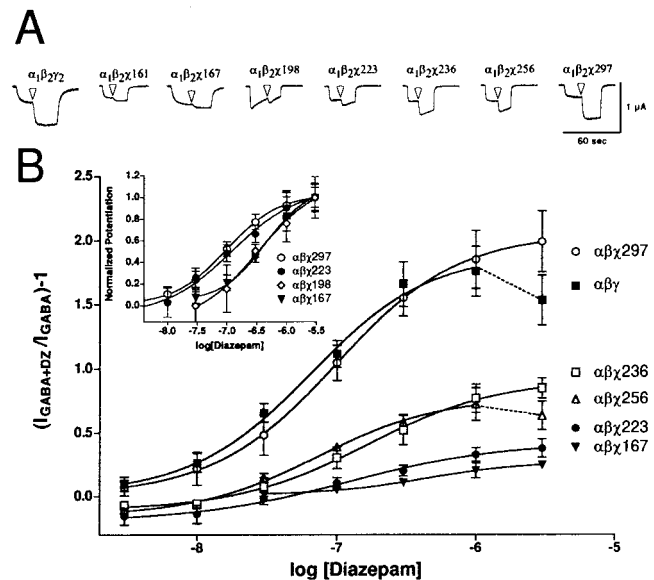 A
α₁β₂γ₂ α₁β₂χ161 α₁β₂χ167 α₁β₂χ198 α₁β₂χ223 α₁β₂χ236 α₁β₂χ256 α₁β₂χ297
1 μA
60 sec
B
(I_GABA+DZ/I_GABA)-1
2.5
2.0
1.5
1.0
0.5
0.0
Normalized Potentiation
1.2
1.0
0.8
0.6
0.4
0.2
0.0
αβχ297
αβχ223
αβχ198
αβχ167
-8.0 -7.5 -7.0 -6.5 -6.0 -5.5
log[Diazepam]
αβχ297
αβγ
αβχ236
αβχ256
αβχ223
αβχ167
-8 -7 -6 -5
log [Diazepam]